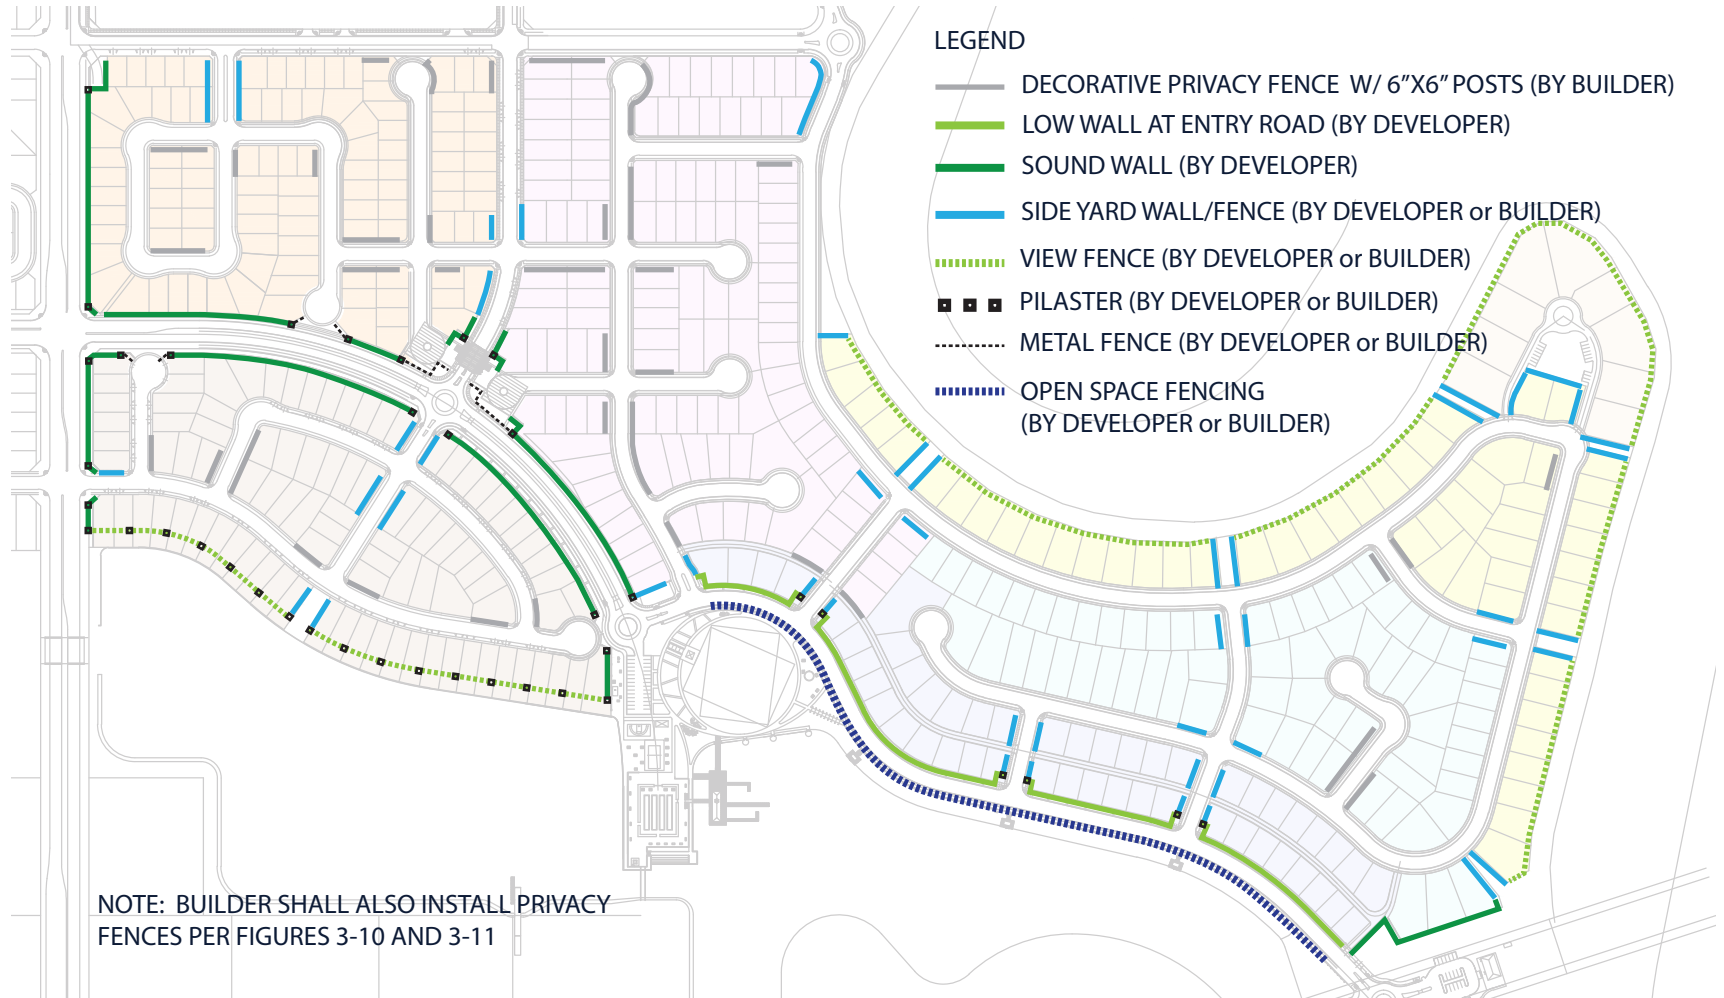 LEGEND
DECORATIVE PRIVACY FENCE W/ 6”X6” POSTS (BY BUILDER)
LOW WALL AT ENTRY ROAD (BY DEVELOPER)
SOUND WALL (BY DEVELOPER)
SIDE YARD WALL/FENCE (BY DEVELOPER or BUILDER)
VIEW FENCE (BY DEVELOPER or BUILDER)
PILASTER (BY DEVELOPER or BUILDER)
METAL FENCE (BY DEVELOPER or BUILDER)
OPEN SPACE FENCING
(BY DEVELOPER or BUILDER)
NOTE: BUILDER SHALL ALSO INSTALL PRIVACY
FENCES PER FIGURES 3-10 AND 3-11